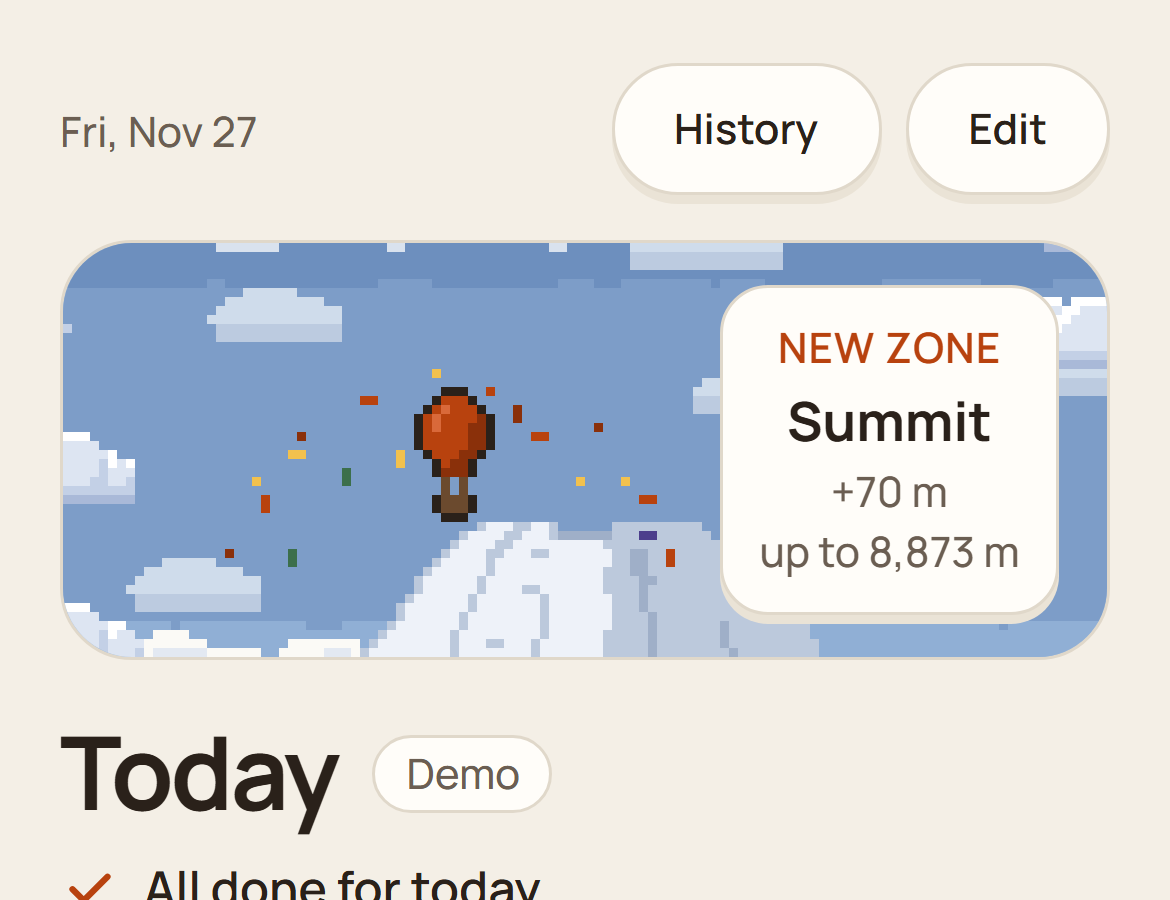 Fri, Nov 27
History
Edit
NEW ZONE
Summit
+70 m
up to 8,873 m
Today
Demo
All done for today